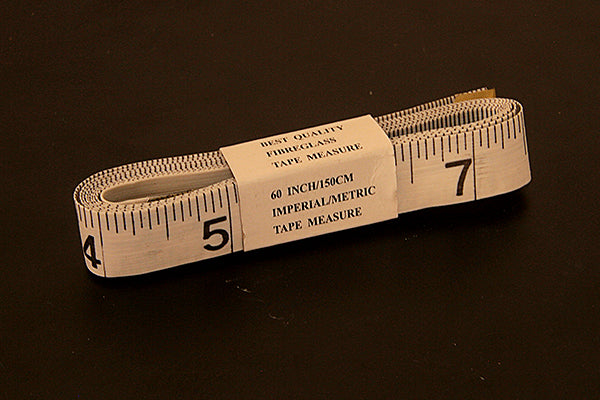 BEST QUALITY
FIBREGLASS
TAPE MEASURE
60 INCH/150CM
IMPERIAL/METRIC
TAPE MEASURE
4 5 7